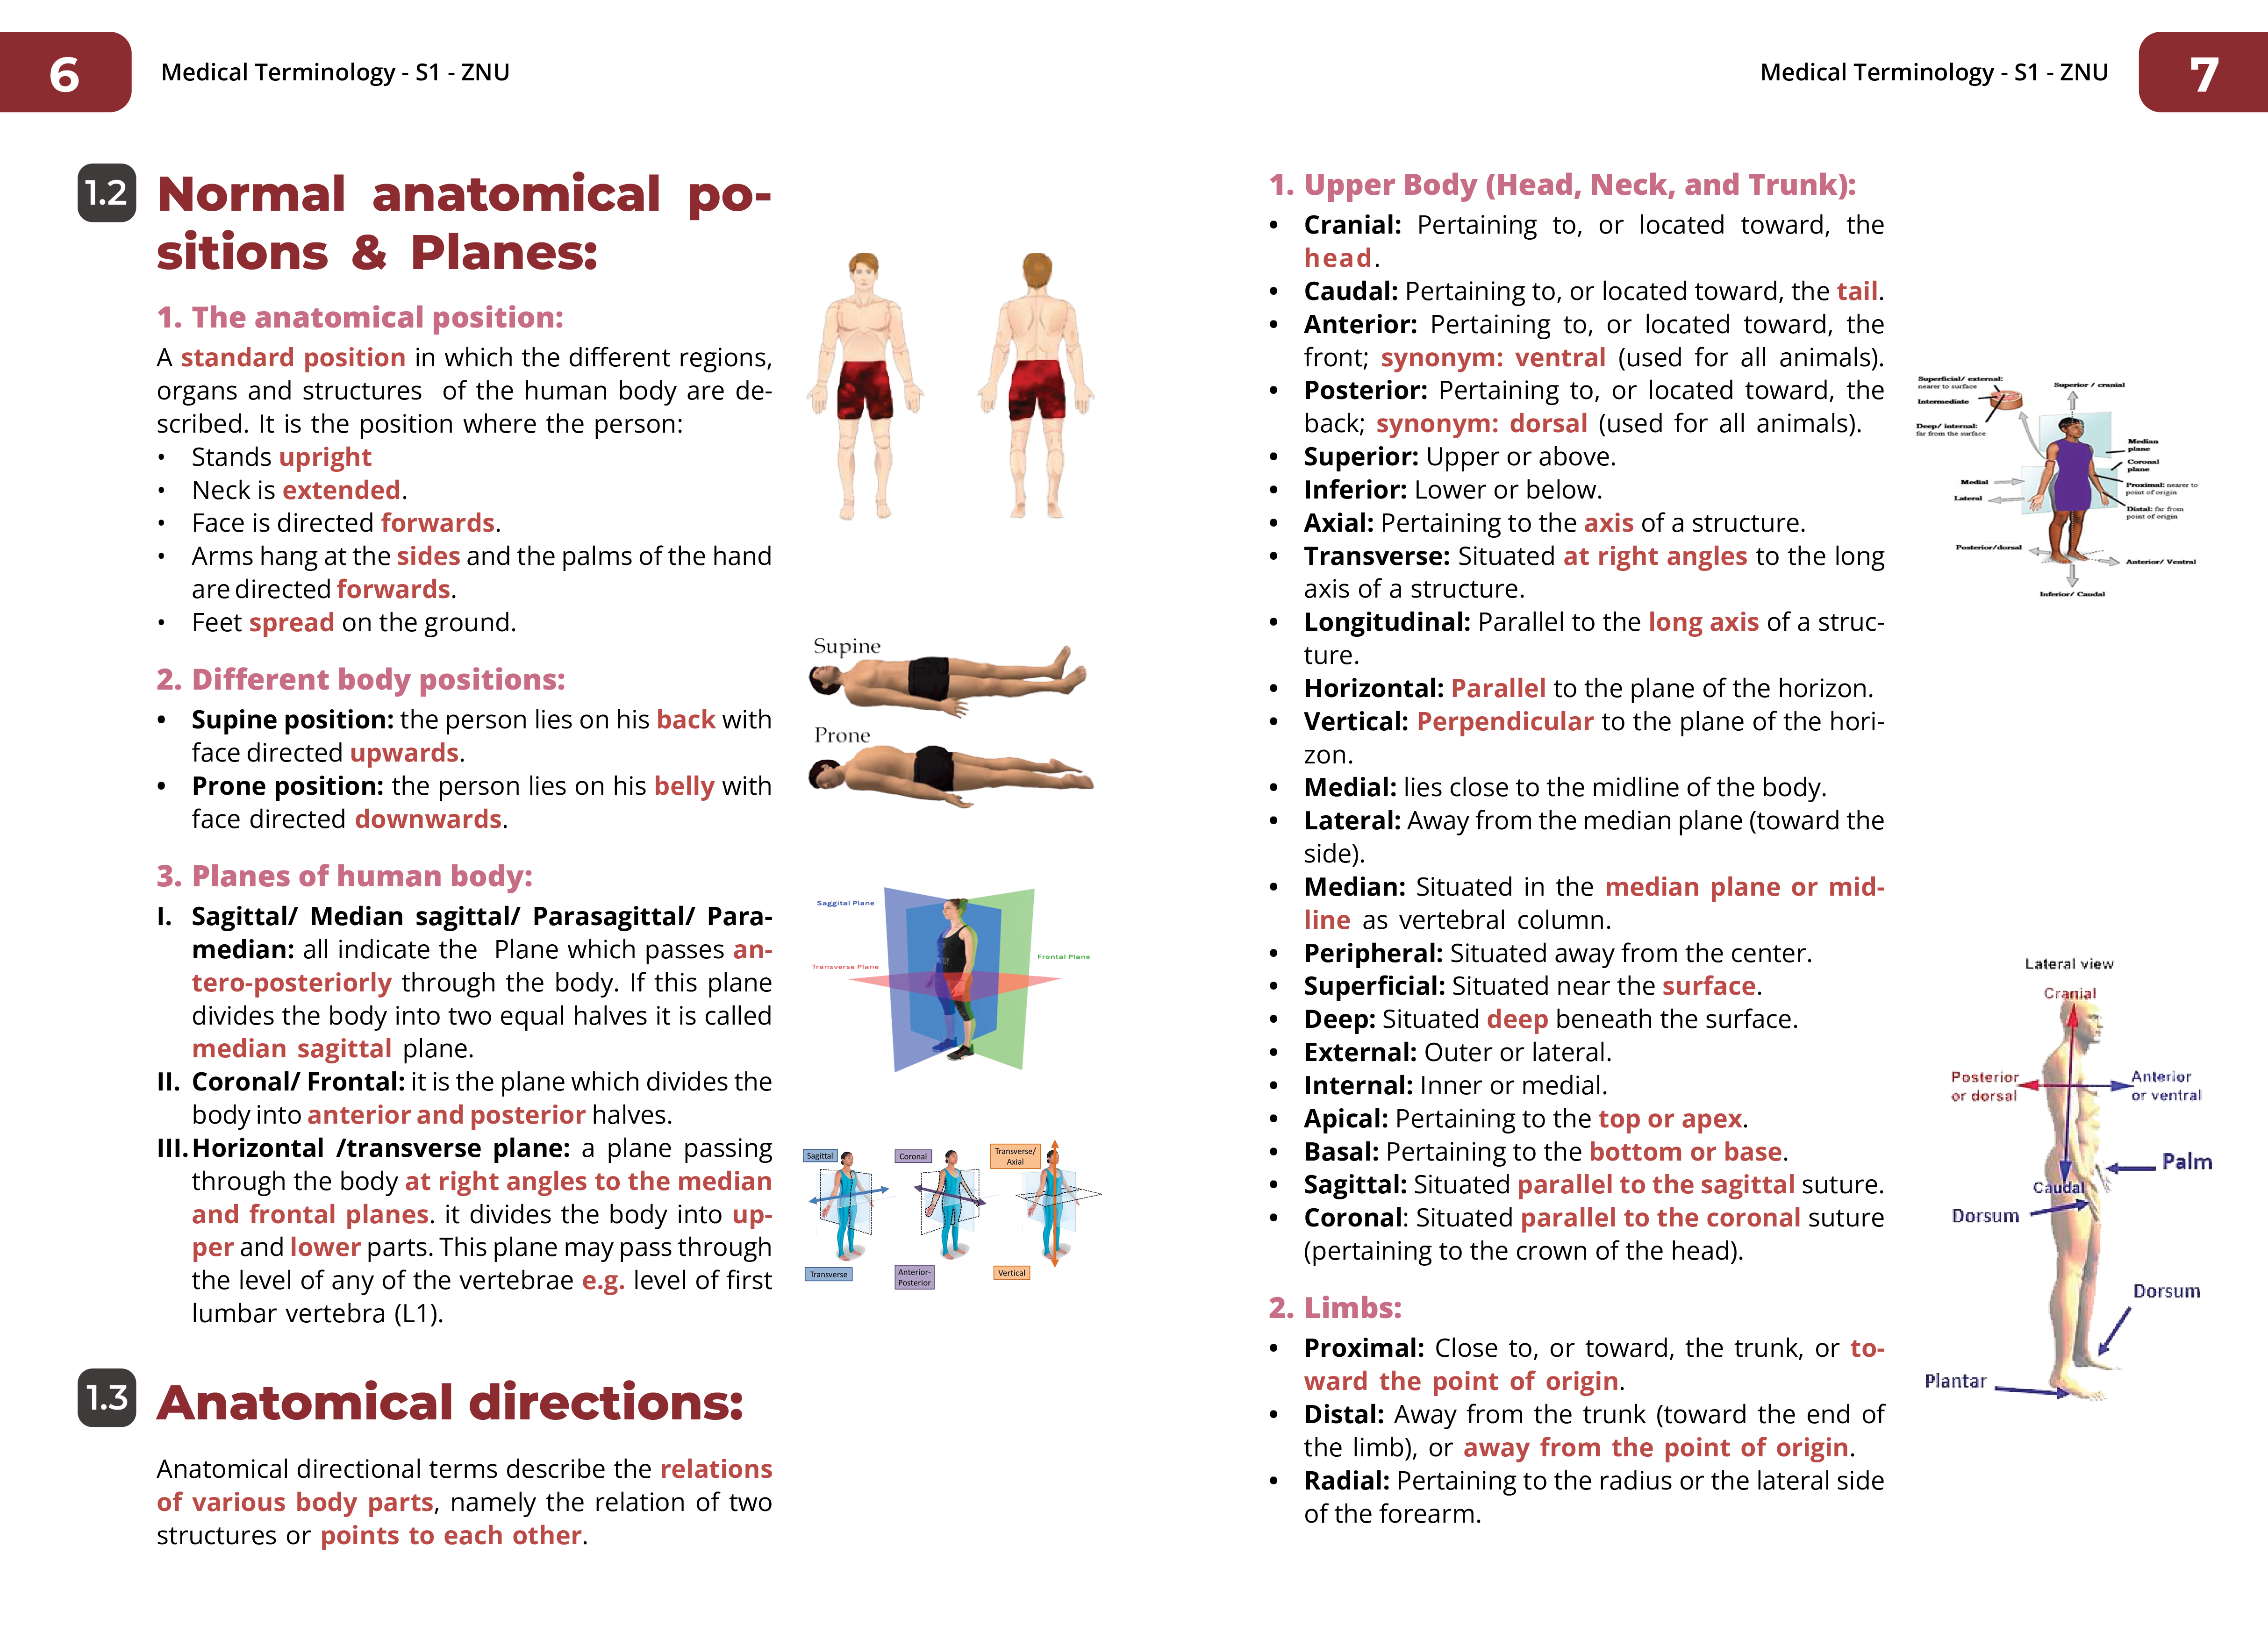 6
Medical Terminology - S1 - ZNU
1.2
Normal anatomical po-
sitions & Planes:
1. The anatomical position:
A standard position in which the different regions,
organs and structures of the human body are de-
scribed. It is the position where the person:
• Stands upright
• Neck is extended.
• Face is directed forwards.
• Arms hang at the sides and the palms of the hand
are directed forwards.
• Feet spread on the ground.
2. Different body positions:
• Supine position: the person lies on his back with
face directed upwards.
• Prone position: the person lies on his belly with
face directed downwards.
3. Planes of human body:
I. Sagittal/ Median sagittal/ Parasagittal/ Para-
median: all indicate the Plane which passes an-
tero-posteriorly through the body. If this plane
divides the body into two equal halves it is called
median sagittal plane.
II. Coronal/ Frontal: it is the plane which divides the
body into anterior and posterior halves.
III. Horizontal /transverse plane: a plane passing
through the body at right angles to the median
and frontal planes. it divides the body into up-
per and lower parts. This plane may pass through
the level of any of the vertebrae e.g. level of first
lumbar vertebra (L1).
1.3
Anatomical directions:
Anatomical directional terms describe the relations
of various body parts, namely the relation of two
structures or points to each other.
Supine
Prone
Saggital Plane
Transverse Plane
Frontal Plane
Sagittal
Coronal
Transverse/
Axial
Transverse
Anterior-
Posterior
Vertical
Medical Terminology - S1 - ZNU
7
1. Upper Body (Head, Neck, and Trunk):
• Cranial: Pertaining to, or located toward, the
head.
• Caudal: Pertaining to, or located toward, the tail.
• Anterior: Pertaining to, or located toward, the
front; synonym: ventral (used for all animals).
• Posterior: Pertaining to, or located toward, the
back; synonym: dorsal (used for all animals).
• Superior: Upper or above.
• Inferior: Lower or below.
• Axial: Pertaining to the axis of a structure.
• Transverse: Situated at right angles to the long
axis of a structure.
• Longitudinal: Parallel to the long axis of a struc-
ture.
• Horizontal: Parallel to the plane of the horizon.
• Vertical: Perpendicular to the plane of the hori-
zon.
• Medial: lies close to the midline of the body.
• Lateral: Away from the median plane (toward the
side).
• Median: Situated in the median plane or mid-
line as vertebral column.
• Peripheral: Situated away from the center.
• Superficial: Situated near the surface.
• Deep: Situated deep beneath the surface.
• External: Outer or lateral.
• Internal: Inner or medial.
• Apical: Pertaining to the top or apex.
• Basal: Pertaining to the bottom or base.
• Sagittal: Situated parallel to the sagittal suture.
• Coronal: Situated parallel to the coronal suture
(pertaining to the crown of the head).
2. Limbs:
• Proximal: Close to, or toward, the trunk, or to-
ward the point of origin.
• Distal: Away from the trunk (toward the end of
the limb), or away from the point of origin.
• Radial: Pertaining to the radius or the lateral side
of the forearm.
Superficial/ external:
nearer to surface
Intermediate
Deep/ internal:
far from the surface
Superior / cranial
Median
plane
Coronal
plane
Medial
Lateral
Proximal: nearer to
point of origin
Distal: far from
point of origin
Posterior/dorsal
Anterior/ Ventral
Inferior/ Caudal
Lateral view
Cranial
Posterior
or dorsal
Anterior
or ventral
Palm
Caudal
Dorsum
Dorsum
Plantar